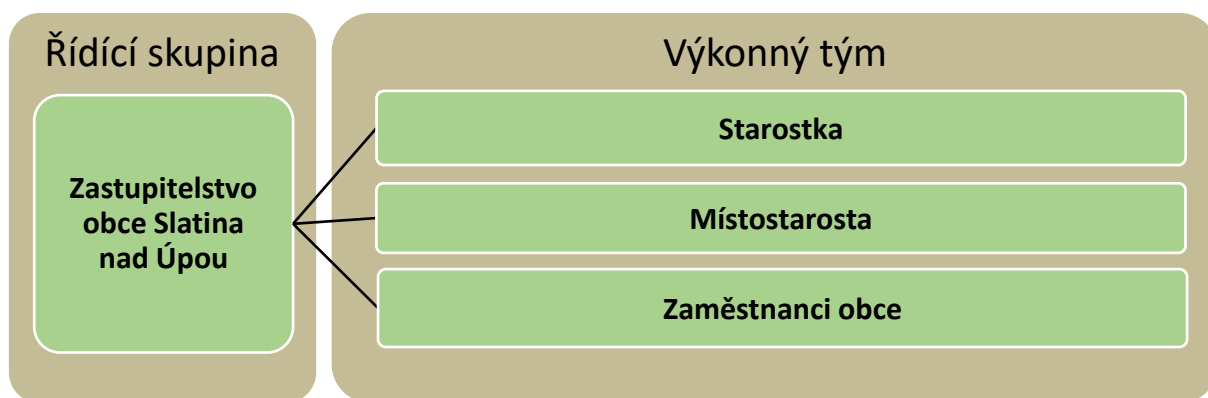 Řídící skupina
Výkonný tým
Zastupitelstvo
obce Slatina
nad Úpou
Starostka
Místostarosta
Zaměstnanci obce